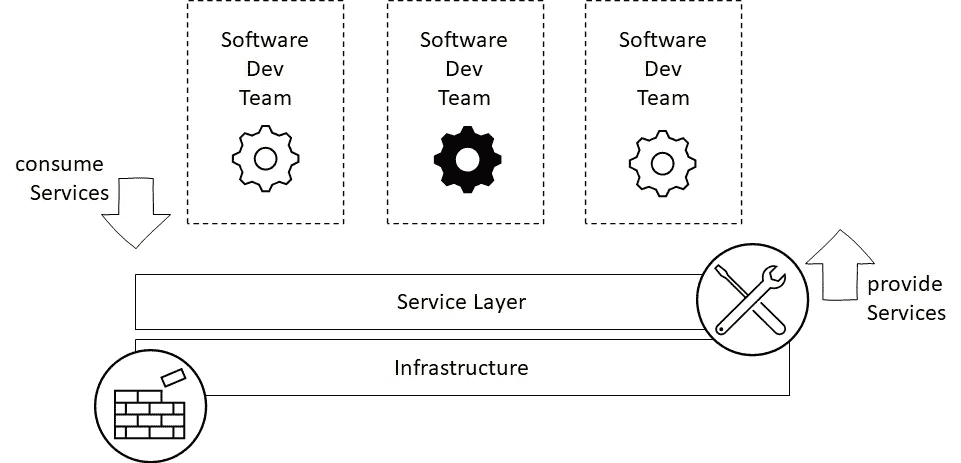 Software
Dev
Team
Software
Dev
Team
Software
Dev
Team
consume
Services
provide
Services
Service Layer
Infrastructure